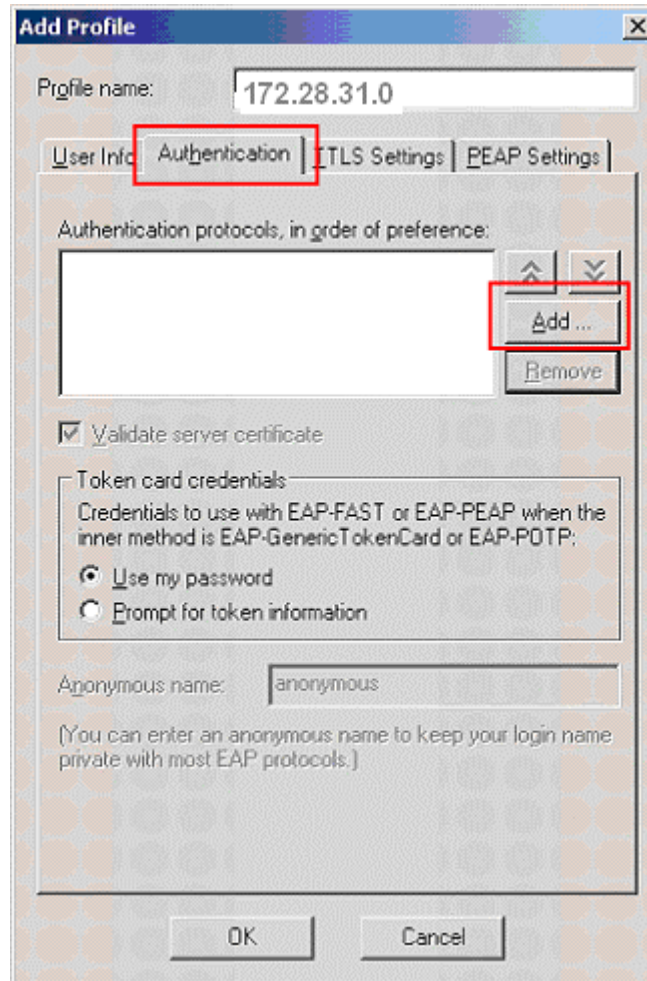 Add Profile
Profile name:
172.28.31.0
User Info
Authentication
TTLS Settings
PEAP Settings
Authentication protocols, in order of preference:
Add ...
Remove
Validate server certificate
Token card credentials
Credentials to use with EAP-FAST or EAP-PEAP when the
inner method is EAP-GenericTokenCard or EAP-POTP:
Use my password
Prompt for token information
Anonymous name:
anonymous
(You can enter an anonymous name to keep your login name
private with most EAP protocols.)
OK
Cancel